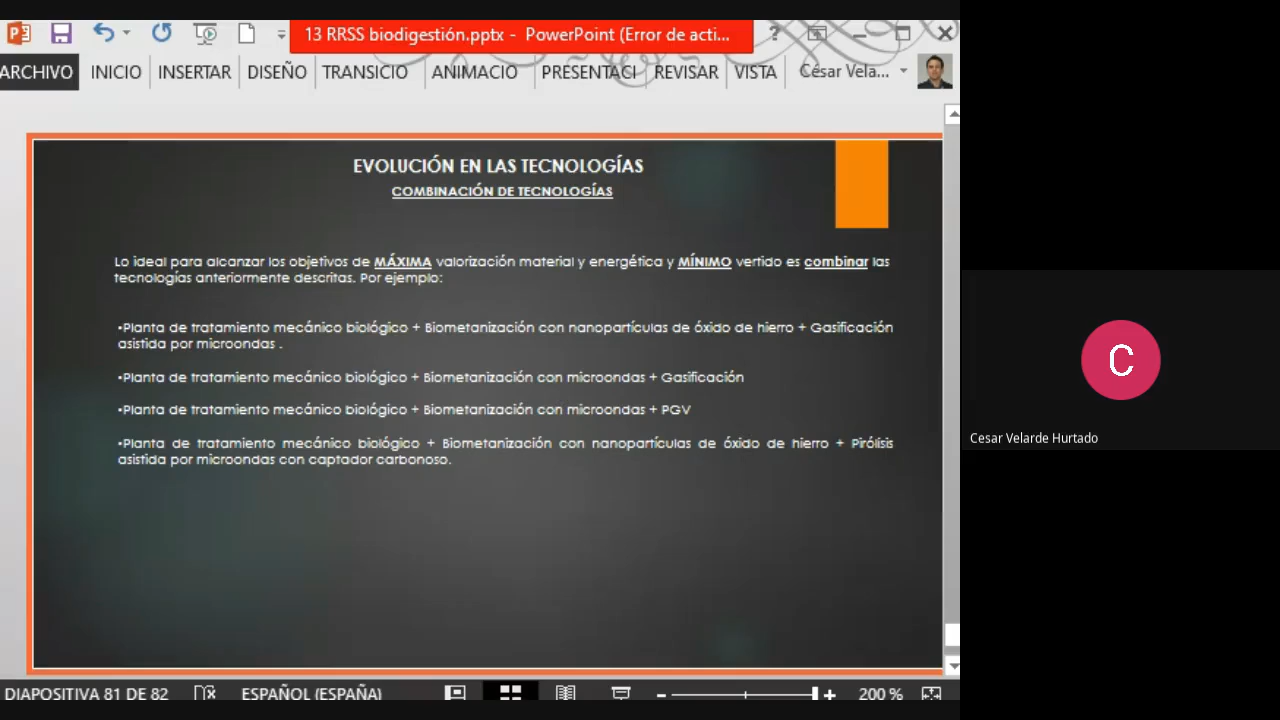 13 RRSS biodigestión.pptx - PowerPoint (Error de acti...
?
ARCHIVO INICIO INSERTAR DISEÑO TRANSICIO ANIMACIO PRESENTACI REVISAR VISTA César Vela...
EVOLUCIÓN EN LAS TECNOLOGÍAS
COMBINACIÓN DE TECNOLOGÍAS
Lo ideal para alcanzar los objetivos de MÁXIMA valorización material y energética y MÍNIMO vertido es combinar las
tecnologías anteriormente descritas. Por ejemplo:
•Planta de tratamiento mecánico biológico + Biometanización con nanopartículas de óxido de hierro + Gasificación
asistida por microondas .
•Planta de tratamiento mecánico biológico + Biometanización con microondas + Gasificación
•Planta de tratamiento mecánico biológico + Biometanización con microondas + PGV
•Planta de tratamiento mecánico biológico + Biometanización con nanopartículas de óxido de hierro + Pirólisis
asistida por microondas con captador carbonoso.
C
Cesar Velarde Hurtado
DIAPOSITIVA 81 DE 82 ESPAÑOL (ESPAÑA) 200 %